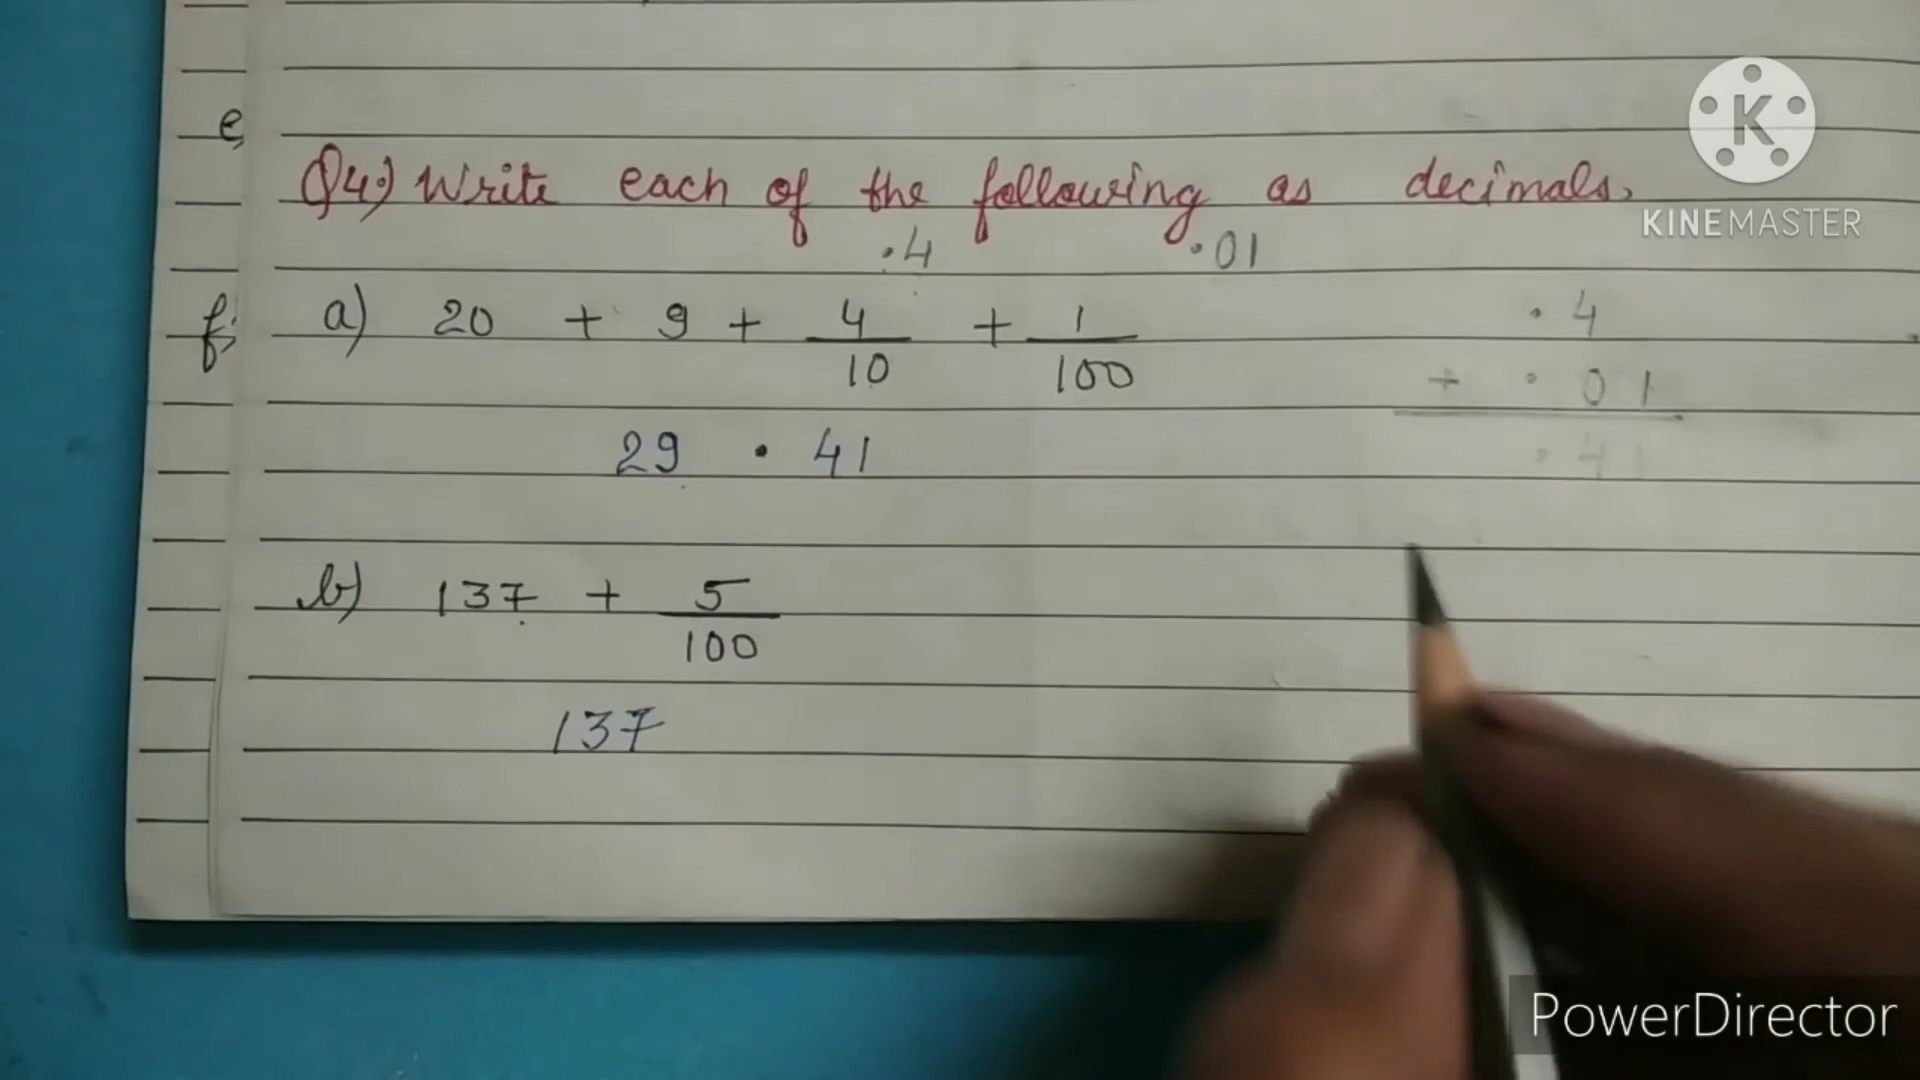 e
Q4.) Write each of the following as decimals.
.4 .01
f. a) 20 + 9 + 4/10 + 1/100
.4
+ .01
.41
29 . 41
b) 137 + 5/100
137
K
KINEMASTER
PowerDirector